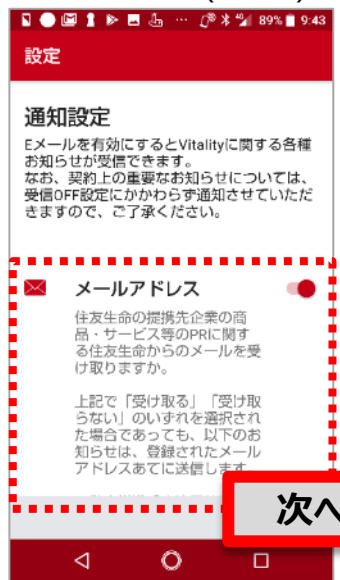 89% 9:43
設定
通知設定
Eメールを有効にするとVitalityに関する各種
お知らせが受信できます。
なお、契約上の重要なお知らせについては、
受信OFF設定にかかわらず通知させていただ
きますので、ご了承ください。
メールアドレス
住友生命の提携先企業の商
品・サービス等のPRに関す
る住友生命からのメールを受
け取りますか。
上記で「受け取る」「受け取
らない」のいずれを選択され
た場合であっても、以下のお
知らせは、登録されたメール
アドレスあてに送信します
次へ